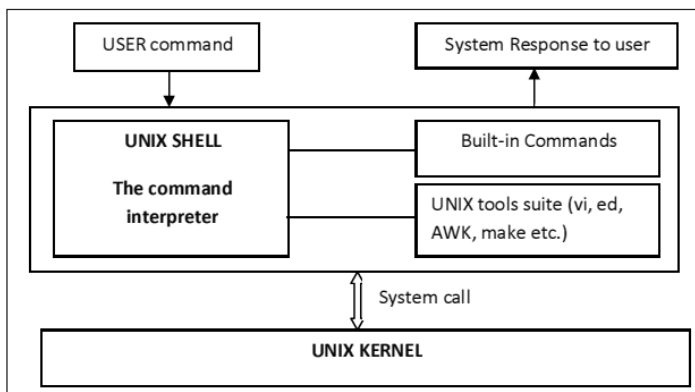 USER command
System Response to user
UNIX SHELL
The command
interpreter
Built-in Commands
UNIX tools suite (vi, ed,
AWK, make etc.)
System call
UNIX KERNEL